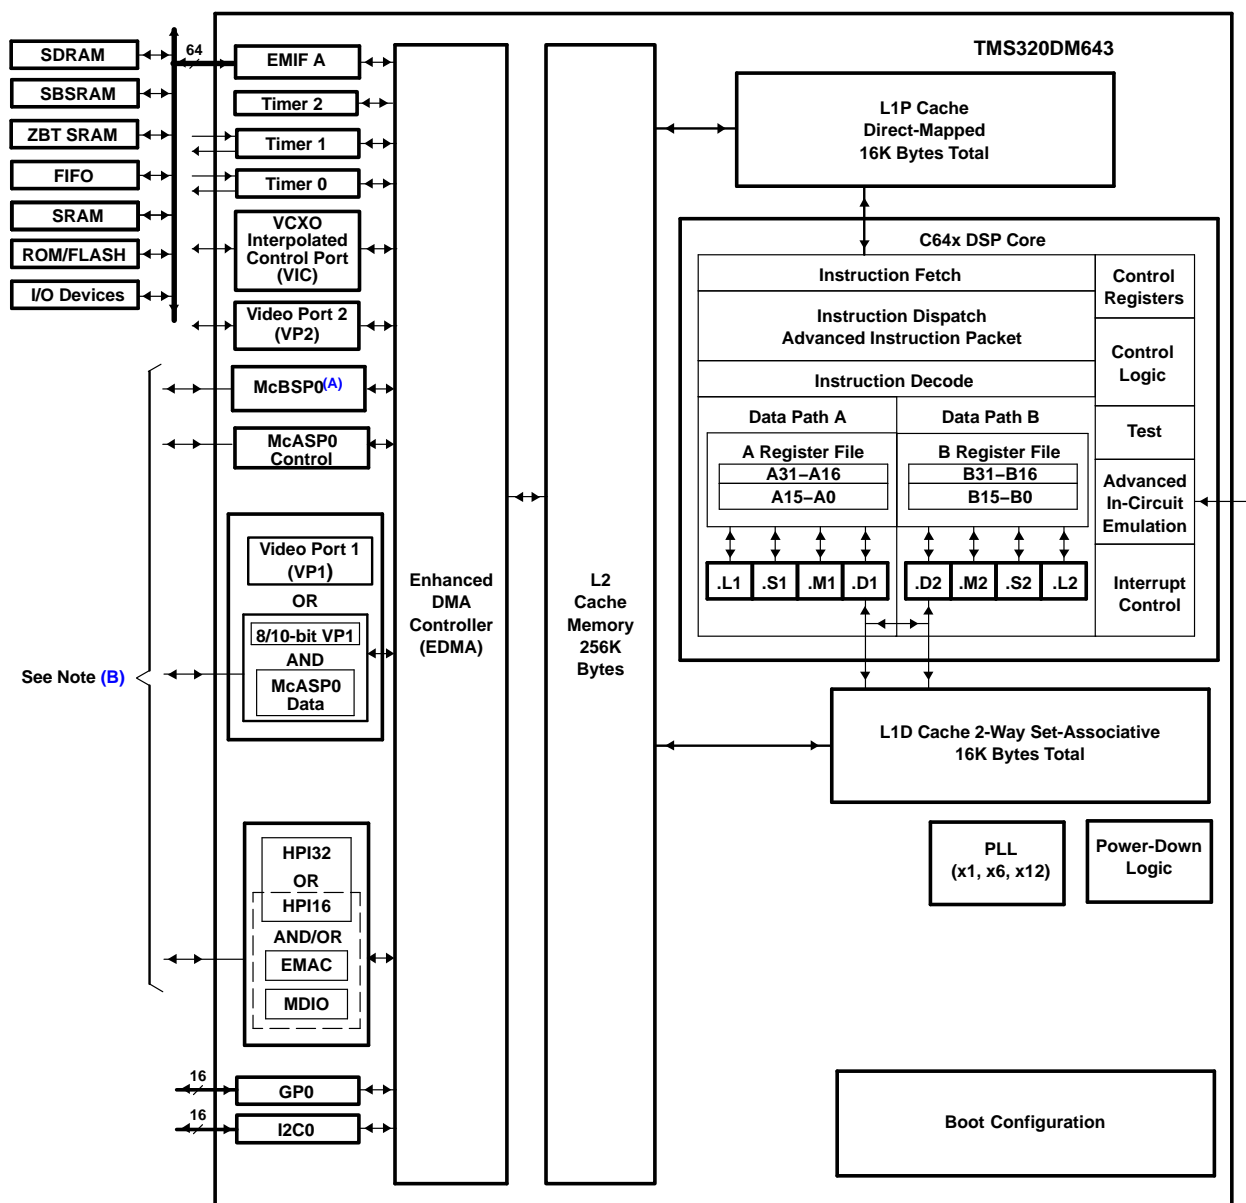 TMS320DM643
SDRAM
SBSRAM
ZBT SRAM
FIFO
SRAM
ROM/FLASH
I/O Devices
64
EMIF A
Timer 2
Timer 1
Timer 0
VCXO
Interpolated
Control Port
(VIC)
Video Port 2
(VP2)
McBSP0(A)
McASP0
Control
Video Port 1
(VP1)
OR
8/10-bit VP1
AND
McASP0
Data
See Note (B)
HPI32
OR
HPI16
AND/OR
EMAC
MDIO
16
GP0
16
I2C0
Enhanced
DMA
Controller
(EDMA)
L2
Cache
Memory
256K
Bytes
L1P Cache
Direct-Mapped
16K Bytes Total
C64x DSP Core
Instruction Fetch
Instruction Dispatch
Advanced Instruction Packet
Instruction Decode
Data Path A
Data Path B
A Register File
A31–A16
A15–A0
B Register File
B31–B16
B15–B0
.L1
.S1
.M1
.D1
.D2
.M2
.S2
.L2
Control
Registers
Control
Logic
Test
Advanced
In-Circuit
Emulation
Interrupt
Control
L1D Cache 2-Way Set-Associative
16K Bytes Total
PLL
(x1, x6, x12)
Power-Down
Logic
Boot Configuration